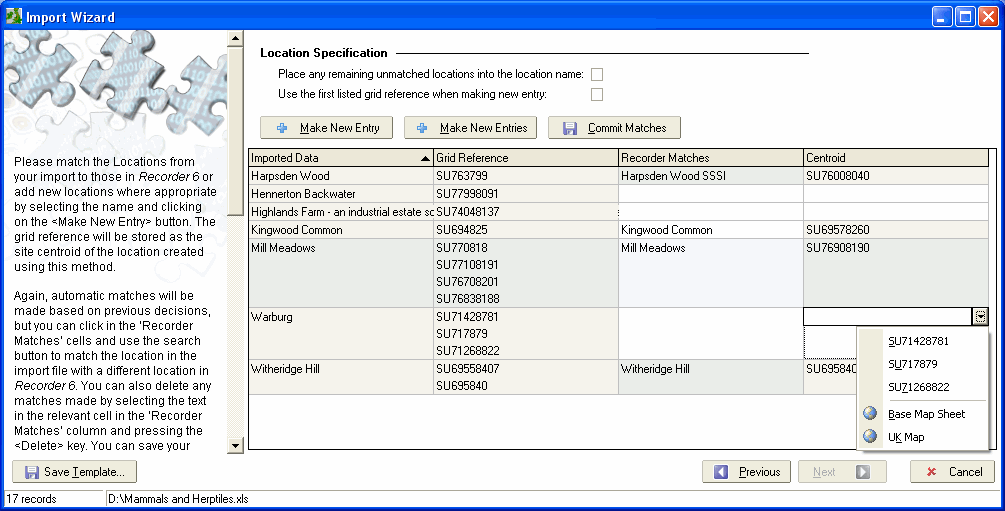 Import Wizard
Please match the Locations from
your import to those in Recorder 6 or
add new locations where appropriate
by selecting the name and clicking
on the <Make New Entry> button. The
grid reference will be stored as the
site centroid of the location created
using this method.
Again, automatic matches will be
made based on previous decisions,
but you can click in the 'Recorder
Matches' cells and use the search
button to match the location in the
import file with a different location in
Recorder 6. You can also delete any
matches made by selecting the text
in the relevant cell in the 'Recorder
Matches' column and pressing the
<Delete> key. You can save your
Location Specification
Place any remaining unmatched locations into the location name:
Use the first listed grid reference when making new entry:
Make New Entry Make New Entries Commit Matches
Imported Data Grid Reference Recorder Matches Centroid
Harpsden Wood SU763799 Harpsden Wood SSSI SU76008040
Hennerton Backwater SU77998091
Highlands Farm - an industrial estate sc SU74048137
Kingwood Common SU694825 Kingwood Common SU69578260
Mill Meadows SU770818 Mill Meadows SU76908190
SU77108191
SU76708201
SU76838188
Warburg SU71428781
SU717879
SU71268822
Witheridge Hill SU69558407 Witheridge Hill SU695840
SU695840
SU71428781
SU717879
SU71268822
Base Map Sheet
UK Map
Save Template... Previous Next Cancel
17 records D:\Mammals and Herptiles.xls